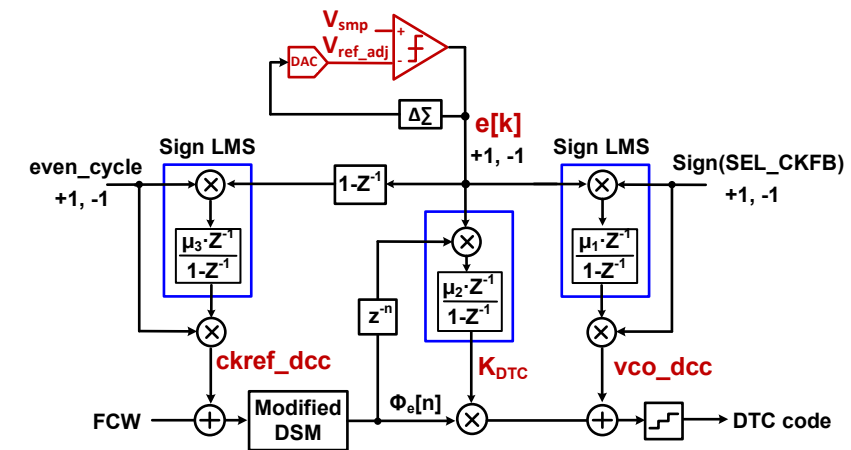 V_smp
+
V_ref_adj
DAC
-
ΔΣ
e[k]
+1, -1
Sign LMS
Sign LMS
even_cycle
+1, -1
1-Z⁻¹
Sign(SEL_CKFB)
+1, -1
μ₃·Z⁻¹
1-Z⁻¹
μ₂·Z⁻¹
1-Z⁻¹
μ₁·Z⁻¹
1-Z⁻¹
z⁻ⁿ
ckref_dcc
K_DTC
vco_dcc
FCW
Modified
DSM
Φₑ[n]
DTC code